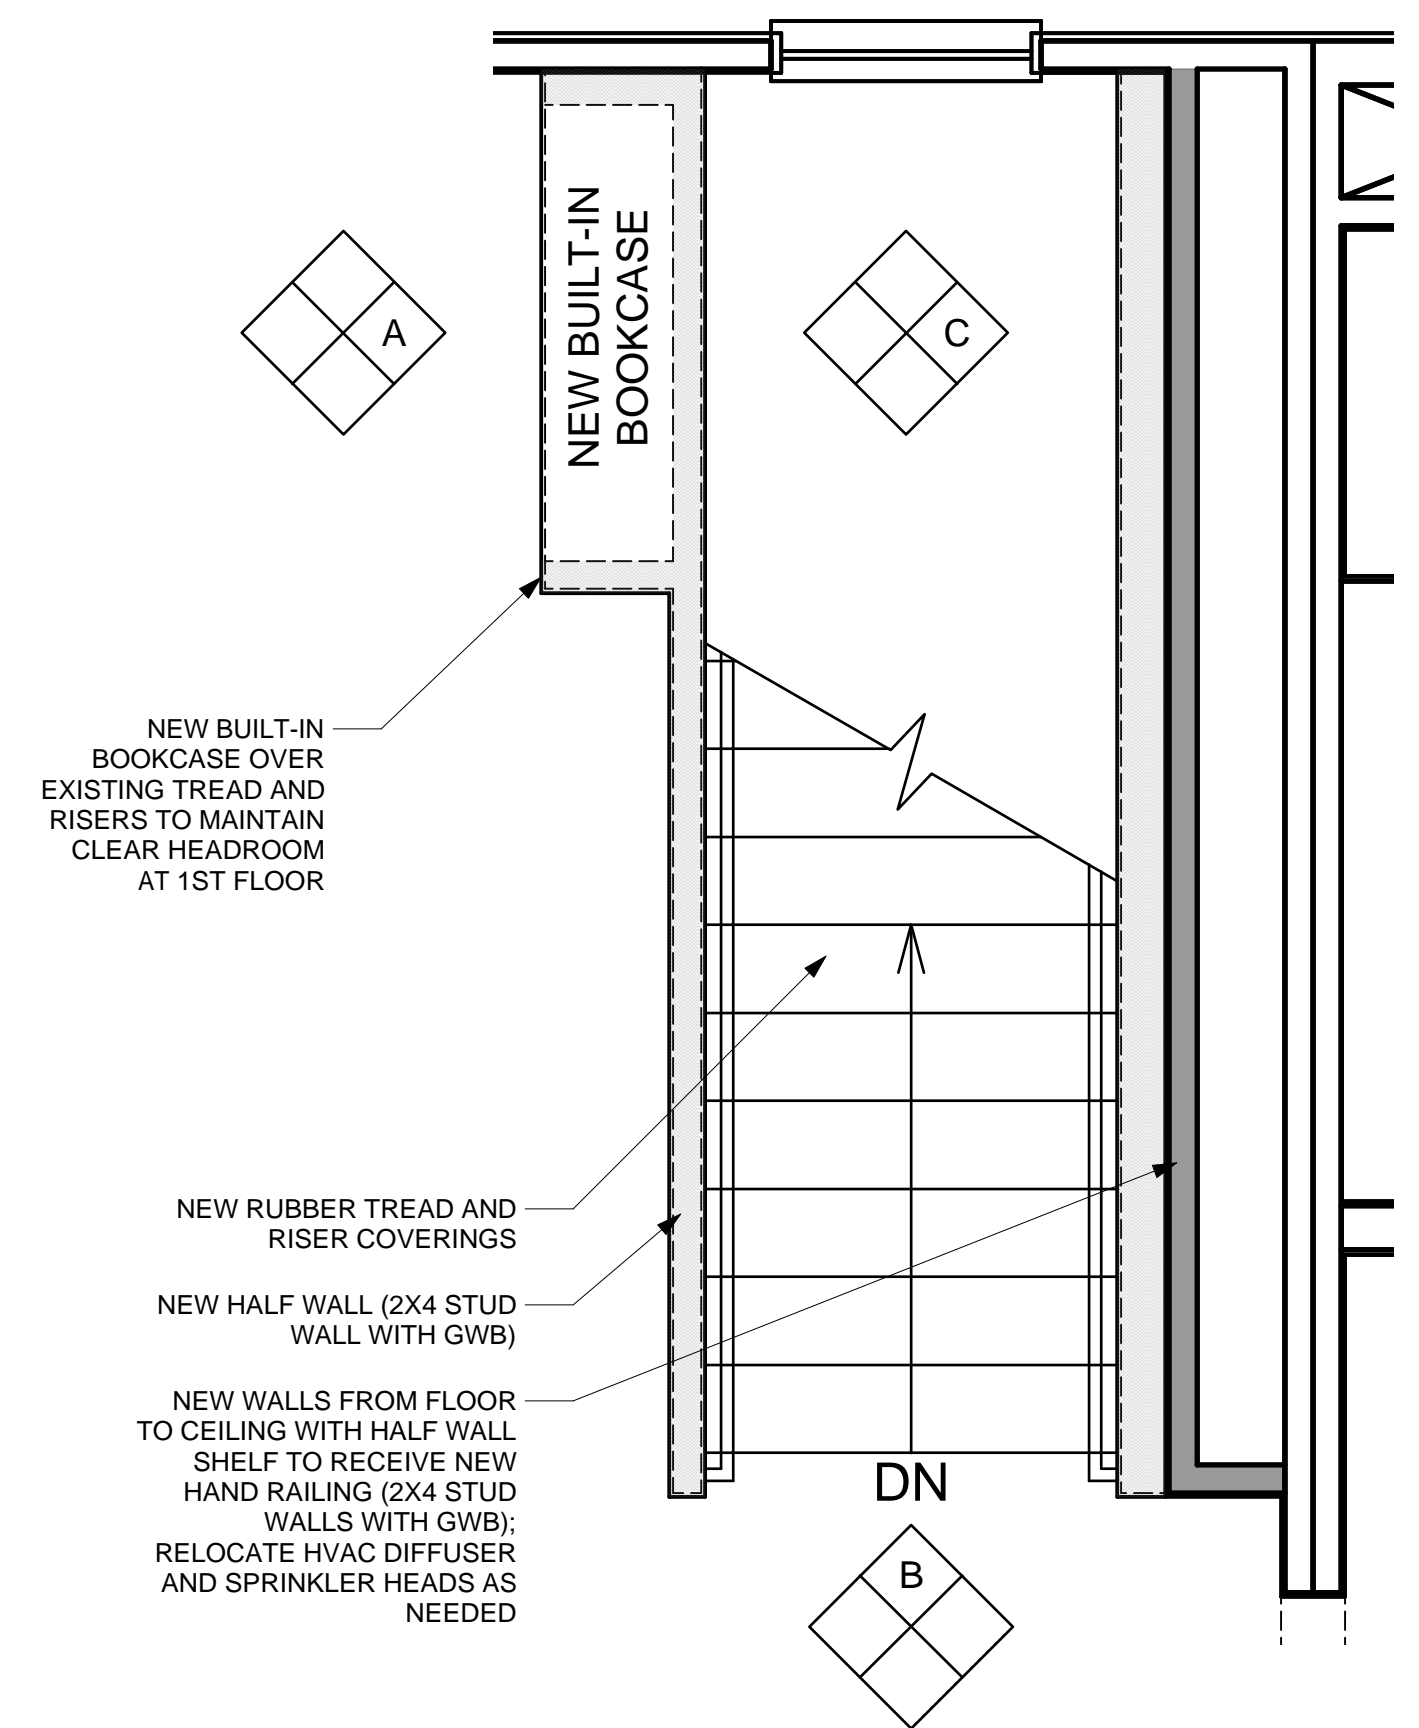 NEW BUILT-IN
BOOKCASE
A
C
NEW BUILT-IN
BOOKCASE OVER
EXISTING TREAD AND
RISERS TO MAINTAIN
CLEAR HEADROOM
AT 1ST FLOOR
NEW RUBBER TREAD AND
RISER COVERINGS
NEW HALF WALL (2X4 STUD
WALL WITH GWB)
NEW WALLS FROM FLOOR
TO CEILING WITH HALF WALL
SHELF TO RECEIVE NEW
HAND RAILING (2X4 STUD
WALLS WITH GWB);
RELOCATE HVAC DIFFUSER
AND SPRINKLER HEADS AS
NEEDED
DN
B